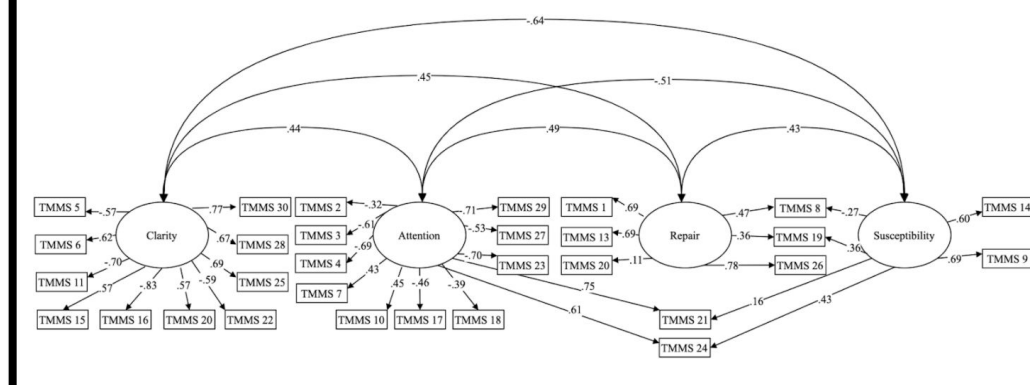 -.64
.45
-.51
.44
.49
.43
TMMS 5 -.57 .77 TMMS 30 TMMS 2 -.32 .71 TMMS 29 TMMS 1 .69 .47 TMMS 8 -.27 .60 TMMS 14
TMMS 6 .62 Clarity .67 TMMS 28 TMMS 3 -.61 Attention -.53 TMMS 27 TMMS 13 -.69 Repair .36 TMMS 19 .36 Susceptibility
TMMS 11 -.70 .69 TMMS 25 TMMS 4 -.69 -.70 TMMS 23 TMMS 20 .11 .78 TMMS 26 .69 TMMS 9
.57 -.83 .57 -.59 TMMS 7 .43 .45 -.46 -.39 .75 .16 .43
.61
TMMS 15 TMMS 16 TMMS 20 TMMS 22 TMMS 10 TMMS 17 TMMS 18 TMMS 21
TMMS 24